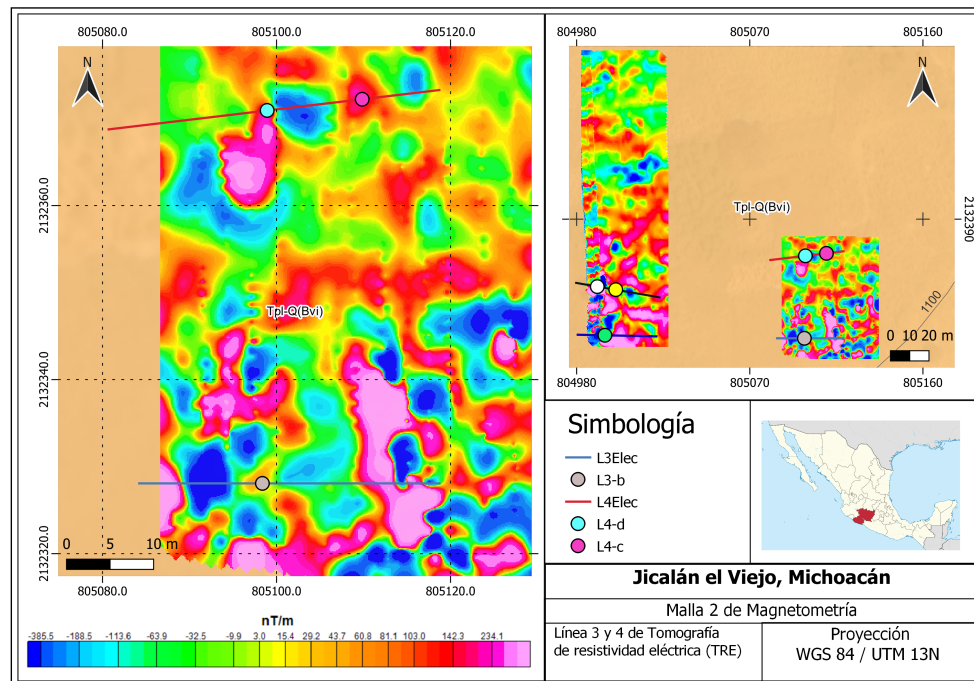 805080.0
805100.0
805120.0
N
2132360.0
2132340.0
2132320.0
Tpl-Q(Bvi)
0 5 10 m
nT/m
-385.5 -188.5 -113.6 -63.9 -32.5 -9.9 3.0 15.4 29.2 43.7 60.8 81.1 103.0 142.3 234.1
804980
805070
805160
N
2132390
Tpl-Q(Bvi)
1100
0 10 20 m
804980
805070
805160
805080.0
805100.0
805120.0
Simbología
L3Elec
L3-b
L4Elec
L4-d
L4-c
Jicalán el Viejo, Michoacán
Malla 2 de Magnetometría
Línea 3 y 4 de Tomografía
de resistividad eléctrica (TRE)
Proyección
WGS 84 / UTM 13N